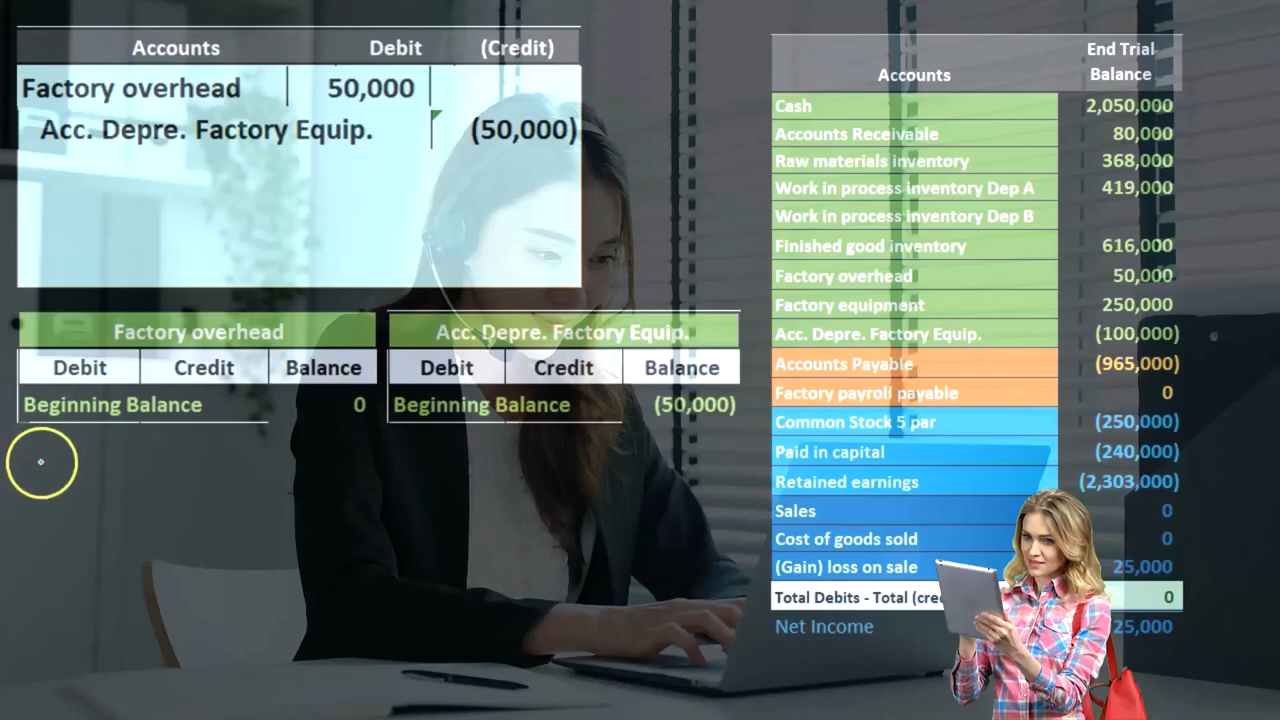 Accounts Debit (Credit)
Factory overhead 50,000
Acc. Depre. Factory Equip. (50,000)
Factory overhead
Debit Credit Balance
Beginning Balance 0
Acc. Depre. Factory Equip.
Debit Credit Balance
Beginning Balance (50,000)
Accounts End Trial Balance
Cash 2,050,000
Accounts Receivable 80,000
Raw materials inventory 368,000
Work in process inventory Dep A 419,000
Work in process inventory Dep B
Finished good inventory 616,000
Factory overhead 50,000
Factory equipment 250,000
Acc. Depre. Factory Equip. (100,000)
Accounts Payable (965,000)
Factory payroll payable 0
Common Stock 5 par (250,000)
Paid in capital (240,000)
Retained earnings (2,303,000)
Sales 0
Cost of goods sold 0
(Gain) loss on sale 25,000
Total Debits - Total (cre 0
Net Income 25,000